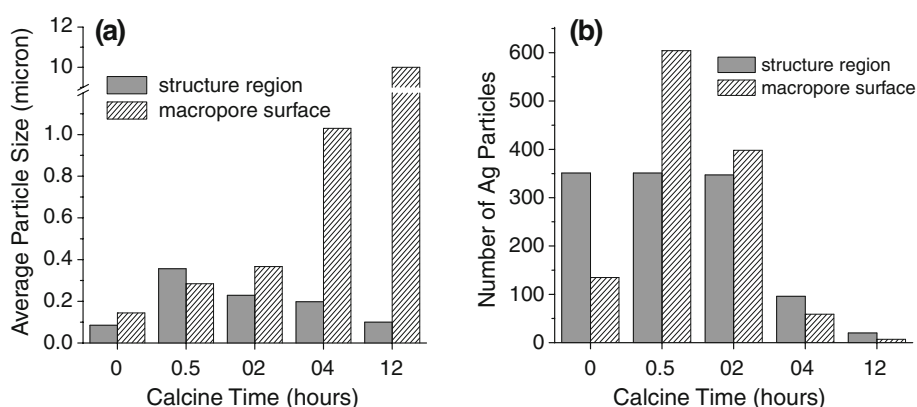 (a)
Average Particle Size (micron)
12
10
1.0
0.8
0.6
0.4
0.2
0.0
structure region
macropore surface
0 0.5 02 04 12
Calcine Time (hours)
(b)
Number of Ag Particles
600
500
400
300
200
100
0
structure region
macropore surface
0 0.5 02 04 12
Calcine Time (hours)